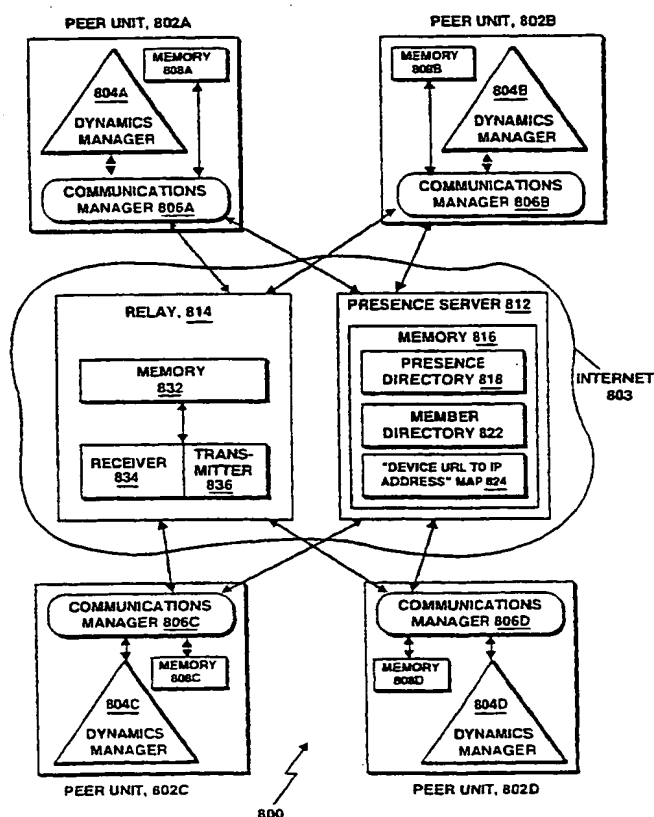 PEER UNIT, 802A
MEMORY
808A
804A
DYNAMICS
MANAGER
COMMUNICATIONS
MANAGER 806A
PEER UNIT, 802B
MEMORY
808B
804B
DYNAMICS
MANAGER
COMMUNICATIONS
MANAGER 806B
RELAY, 814
MEMORY
832
RECEIVER
834
TRANS-
MITTER
836
PRESENCE SERVER 812
MEMORY 816
PRESENCE
DIRECTORY 818
MEMBER
DIRECTORY 822
"DEVICE URL TO IP
ADDRESS" MAP 824
INTERNET
803
COMMUNICATIONS
MANAGER 806C
MEMORY
808C
804C
DYNAMICS
MANAGER
PEER UNIT, 802C
COMMUNICATIONS
MANAGER 806D
MEMORY
808D
804D
DYNAMICS
MANAGER
PEER UNIT, 802D
800